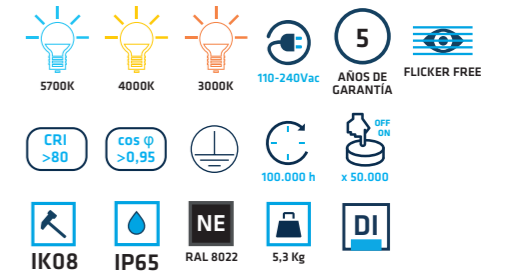 5700K
4000K
3000K
110-240Vac
5
AÑOS DE
GARANTÍA
FLICKER FREE
CRI
>80
cos φ
>0,95
100.000 h
OFF
ON
x 50.000
IK08
IP65
NE
RAL 8022
5,3 Kg
DI